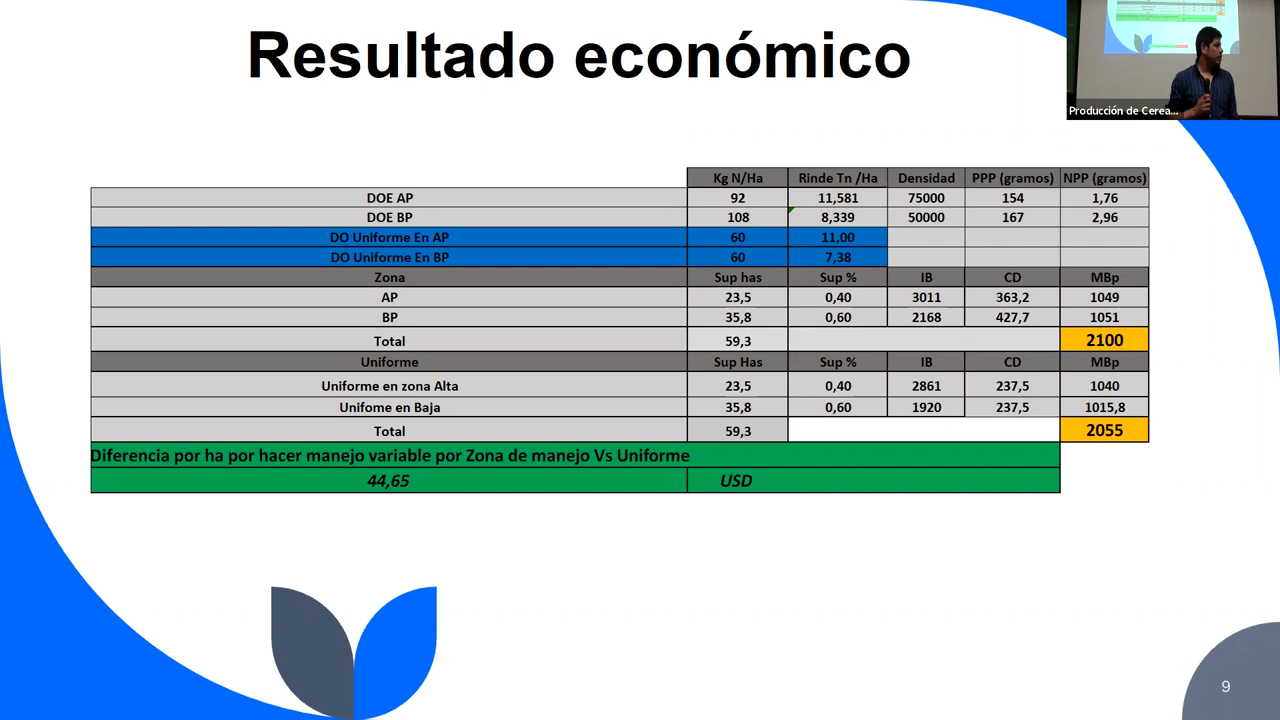 Resultado económico
Producción de Cerea...
Kg N/Ha Rinde Tn /Ha Densidad PPP (gramos) NPP (gramos)
DOE AP 92 11,581 75000 154 1,76
DOE BP 108 8,339 50000 167 2,96
DO Uniforme En AP 60 11,00
DO Uniforme En BP 60 7,38
Zona Sup has Sup % IB CD MBp
AP 23,5 0,40 3011 363,2 1049
BP 35,8 0,60 2168 427,7 1051
Total 59,3 2100
Uniforme Sup Has Sup % IB CD MBp
Uniforme en zona Alta 23,5 0,40 2861 237,5 1040
Unifome en Baja 35,8 0,60 1920 237,5 1015,8
Total 59,3 2055
Diferencia por ha por hacer manejo variable por Zona de manejo Vs Uniforme
44,65 USD
9